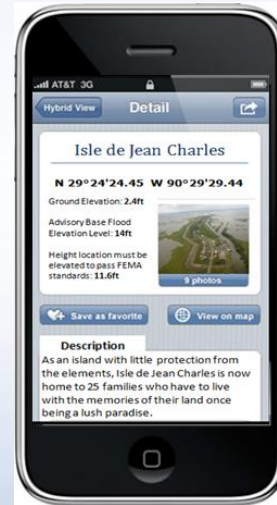 AT&T 3G
Hybrid View Detail
Isle de Jean Charles
N 29°24'24.45 W 90°29'29.44
Ground Elevation: 2.4ft
Advisory Base Flood
Elevation Level: 14ft
Height location must be
elevated to pass FEMA
standards: 11.6ft
9 photos
Save as favorite View on map
Description
As an island with little protection from
the elements, Isle de Jean Charles is now
home to 25 families who have to live
with the memories of their land once
being a lush paradise.